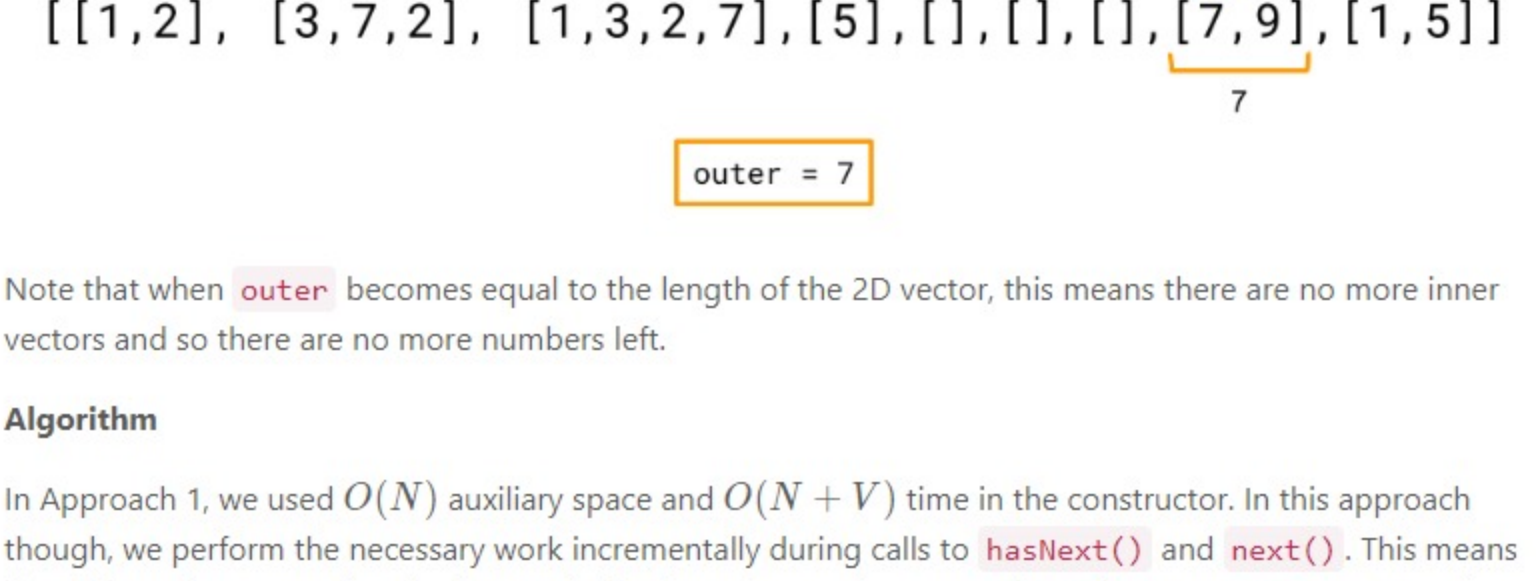 [[1,2], [3,7,2], [1,3,2,7],[5],[],[],[],[7,9],[1,5]]
7
outer = 7
Note that when outer becomes equal to the length of the 2D vector, this means there are no more inner
vectors and so there are no more numbers left.
Algorithm
In Approach 1, we used O(N) auxiliary space and O(N + V) time in the constructor. In this approach
though, we perform the necessary work incrementally during calls to hasNext() and next(). This means